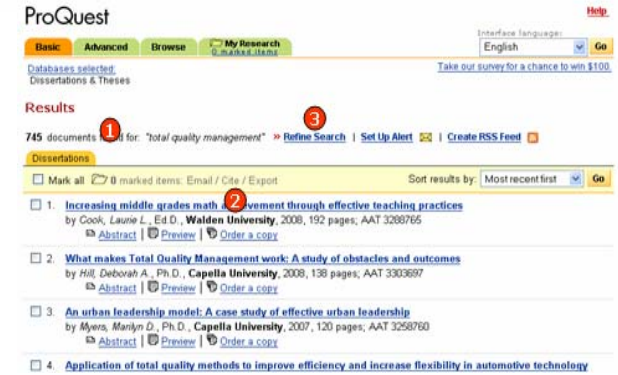 ProQuest
Help
Interface language:
Basic Advanced Browse My Research
0 marked items
English Go
Databases selected:
Dissertations & Theses
Take our survey for a chance to win $100.
Results
3
1
745 documents for: "total quality management" » Refine Search | Set Up Alert | Create RSS Feed
Dissertations
Mark all 0 marked items: Email / Cite / Export Sort results by: Most recent first Go
2
1. Increasing middle grades math through effective teaching practices
by Cook, Laurie L., Ed.D., Walden University, 2008, 192 pages; AAT 3288765
Abstract | Preview | Order a copy
2. What makes Total Quality Management work: A study of obstacles and outcomes
by Hill, Deborah A., Ph.D., Capella University, 2008, 138 pages; AAT 3303697
Abstract | Preview | Order a copy
3. An urban leadership model: A case study of effective urban leadership
by Myers, Marilyn D., Ph.D., Capella University, 2007, 120 pages; AAT 3258760
Abstract | Preview | Order a copy
4. Application of total quality methods to improve efficiency and increase flexibility in automotive technology